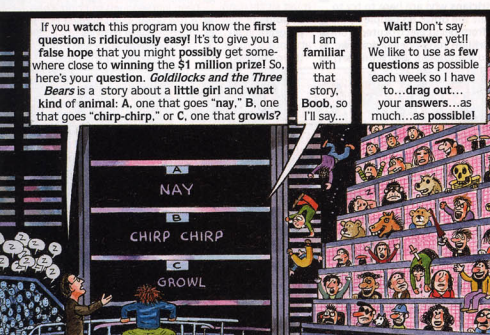 If you watch this program you know the first
question is ridiculously easy! It's to give you a
false hope that you might possibly get some-
where close to winning the $1 million prize! So,
here's your question. Goldilocks and the Three
Bears is a story about a little girl and what
kind of animal: A, one that goes "nay," B, one
that goes "chirp-chirp," or C, one that growls?
I am
familiar
with
that
story,
Boob, so
I'll say...
Wait! Don't say
your answer yet!!
We like to use as few
questions as possible
each week so I have
to...drag out...
your answers...as
much...as possible!
A
NAY
B
CHIRP CHIRP
C
GROWL
Z
Z
Z
Z
Z
Z
Z